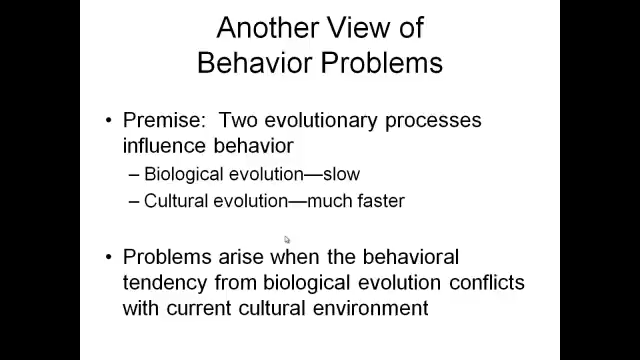 Another View of
Behavior Problems
• Premise: Two evolutionary processes
influence behavior
– Biological evolution—slow
– Cultural evolution—much faster
• Problems arise when the behavioral
tendency from biological evolution conflicts
with current cultural environment